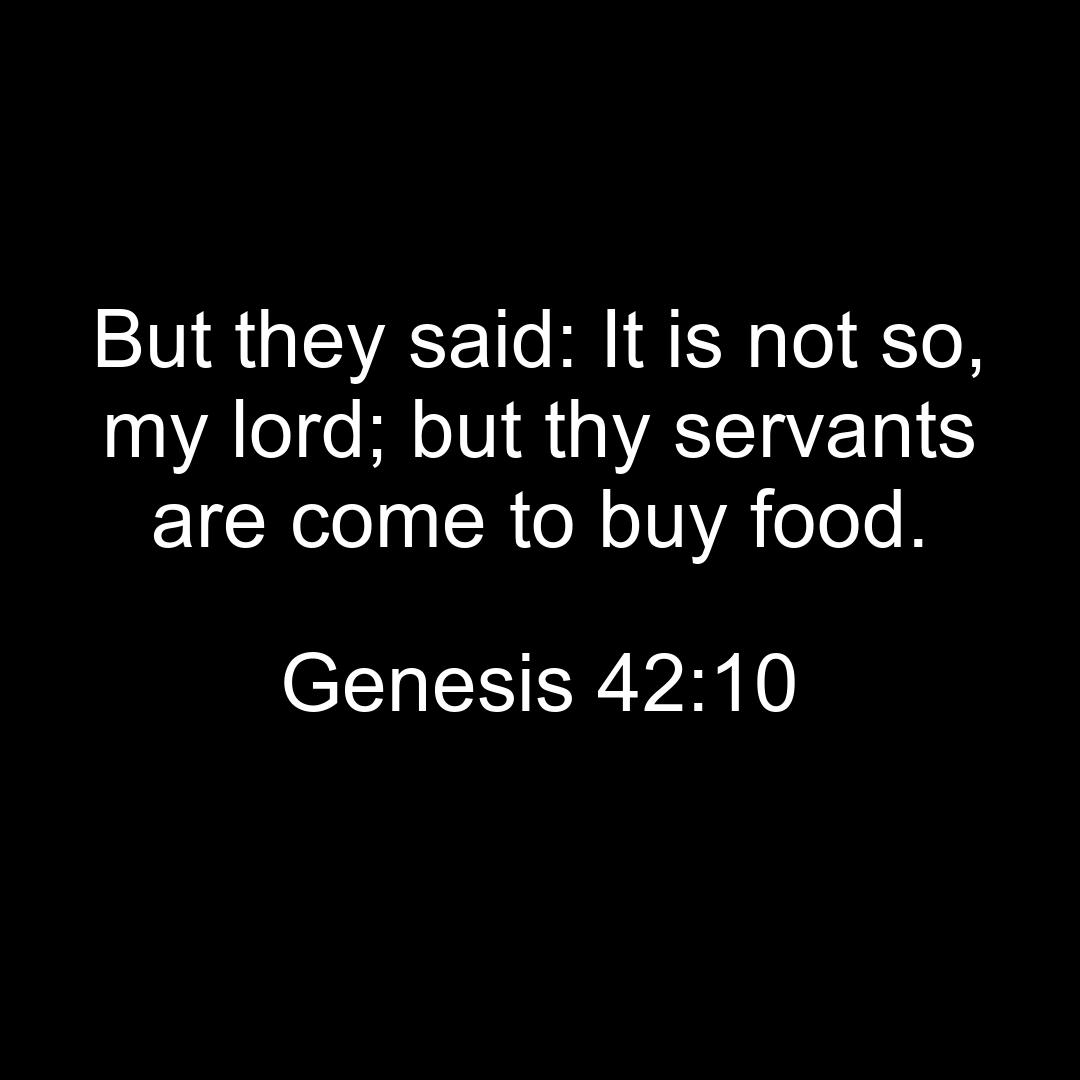 But they said: It is not so,
my lord; but thy servants
are come to buy food.
Genesis 42:10